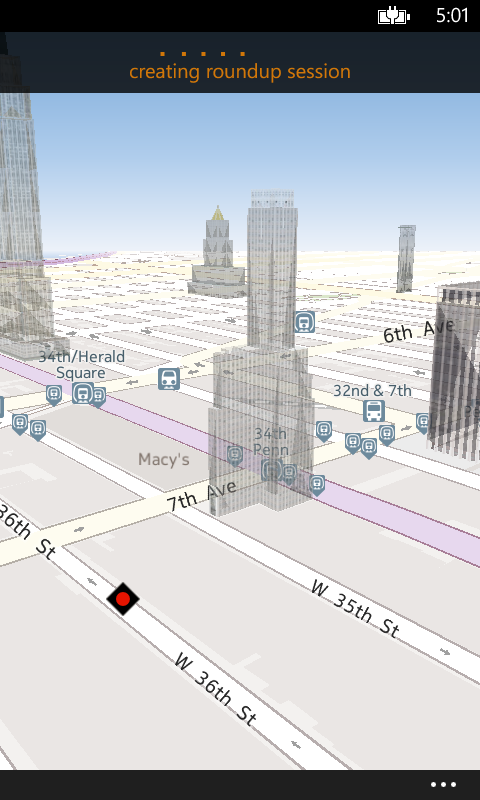 5:01
creating roundup session
6th Ave
34th/Herald
Square
32nd & 7th
34th
Penn
Macy's
7th Ave
36th St
W 35th St
W 36th St